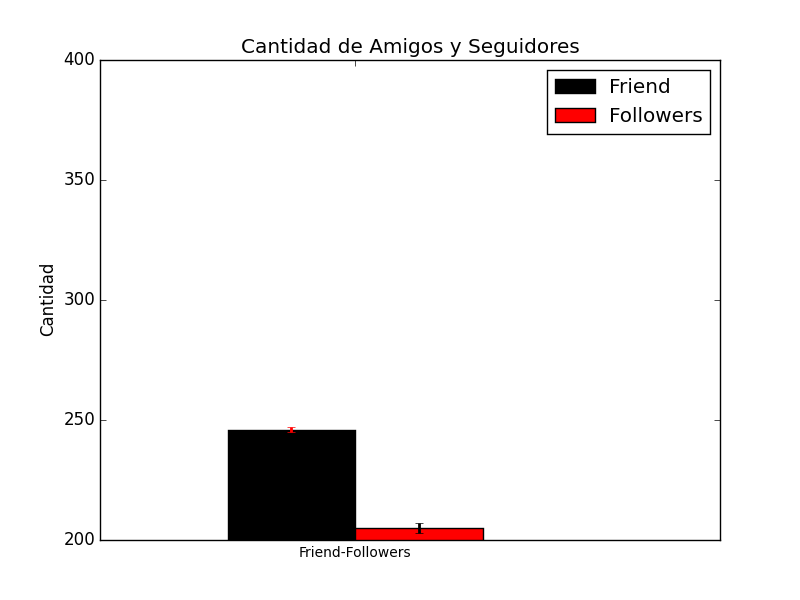 Cantidad de Amigos y Seguidores
400
350
300
250
200
Cantidad
Friend
Followers
Friend-Followers